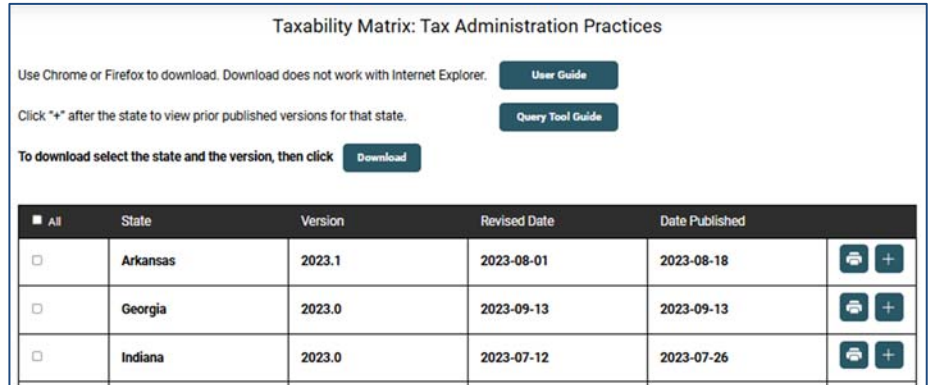 Taxability Matrix: Tax Administration Practices
Use Chrome or Firefox to download. Download does not work with Internet Explorer. User Guide
Click "+" after the state to view prior published versions for that state. Query Tool Guide
To download select the state and the version, then click Download
All State Version Revised Date Date Published
Arkansas 2023.1 2023-08-01 2023-08-18 +
Georgia 2023.0 2023-09-13 2023-09-13 +
Indiana 2023.0 2023-07-12 2023-07-26 +